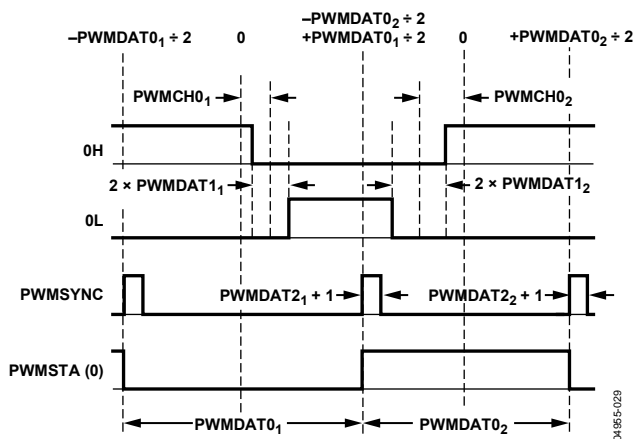 –PWMDAT0₂ ÷ 2
–PWMDAT0₁ ÷ 2 0 +PWMDAT0₁ ÷ 2 0 +PWMDAT0₂ ÷ 2
PWMCH0₁ PWMCH0₂
0H
2 × PWMDAT1₁ 2 × PWMDAT1₂
0L
PWMSYNC PWMDAT2₁ + 1 PWMDAT2₂ + 1
PWMSTA (0)
PWMDAT0₁ PWMDAT0₂
04955-029